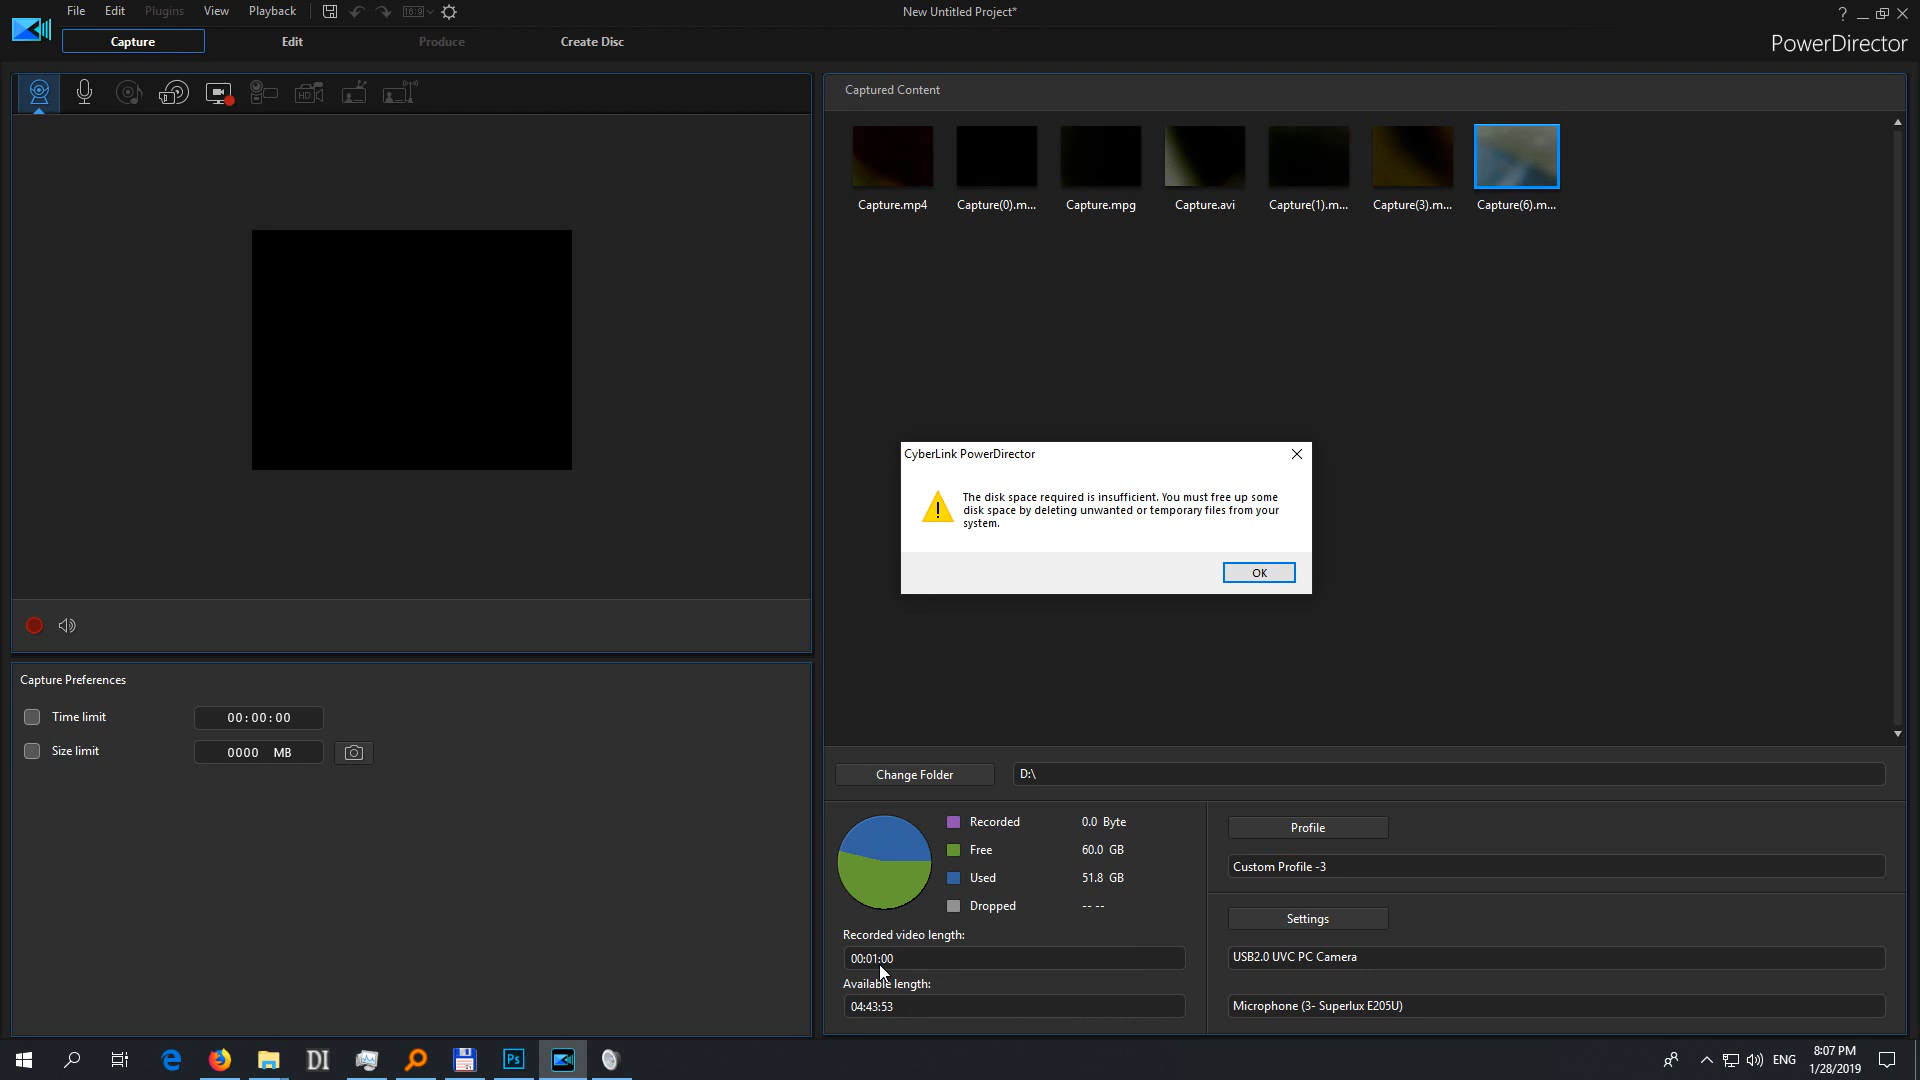 File Edit Plugins View Playback
16:9
New Untitled Project*
PowerDirector
Capture Edit Produce Create Disc
HD
Captured Content
Capture.mp4 Capture(0).m... Capture.mpg Capture.avi Capture(1).m... Capture(3).m... Capture(6).m...
CyberLink PowerDirector
The disk space required is insufficient. You must free up some
disk space by deleting unwanted or temporary files from your
system.
OK
Capture Preferences
Time limit 00:00:00
Size limit 0000 MB
Change Folder D:\
Recorded 0.0 Byte
Free 60.0 GB
Used 51.8 GB
Dropped -- --
Recorded video length:
00:01:00
Available length:
04:43:53
Profile
Custom Profile -3
Settings
USB2.0 UVC PC Camera
Microphone (3- Superlux E205U)
DI
Ps
ENG
8:07 PM
1/28/2019